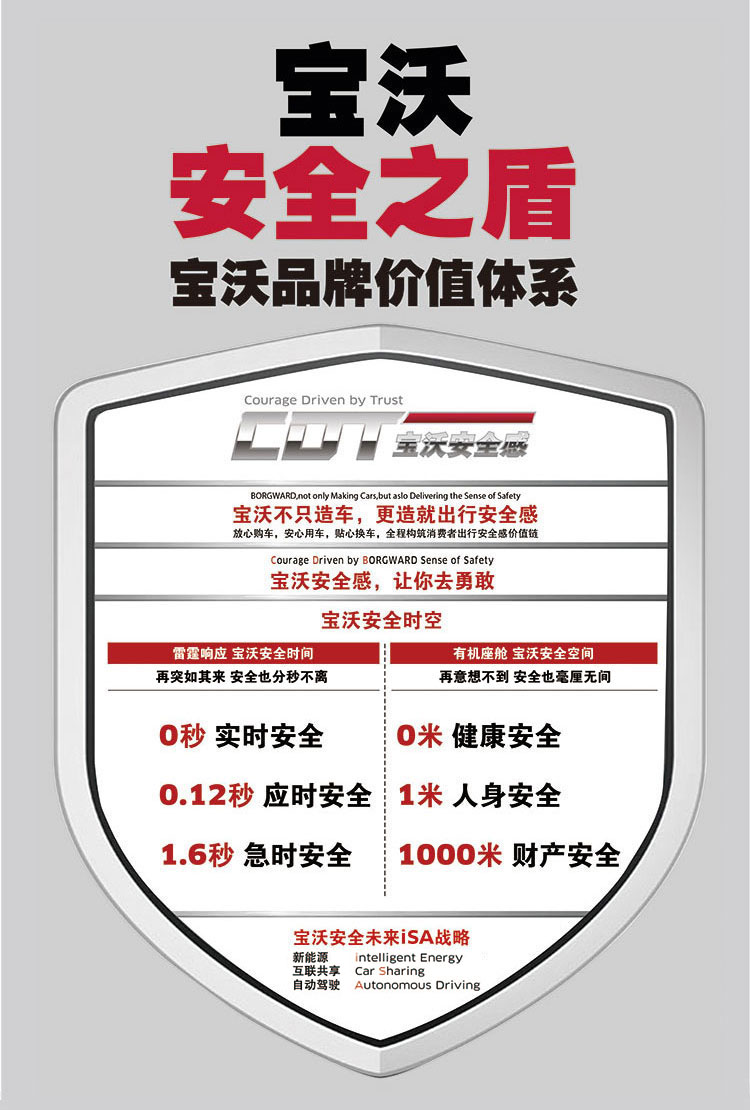 宝沃
安全之盾
宝沃品牌价值体系
Courage Driven by Trust
CDT 宝沃安全感
BORGWARD,not only Making Cars,but aslo Delivering the Sense of Safety
宝沃不只造车，更造就出行安全感
放心购车，安心用车，贴心换车，全程构筑消费者出行安全感价值链
Courage Driven by BORGWARD Sense of Safety
宝沃安全感，让你去勇敢
宝沃安全时空
雷霆响应 宝沃安全时间
再突如其来 安全也分秒不离
0秒 实时安全
0.12秒 应时安全
1.6秒 急时安全
有机座舱 宝沃安全空间
再意想不到 安全也毫厘无间
0米 健康安全
1米 人身安全
1000米 财产安全
宝沃安全未来iSA战略
新能源 intelligent Energy
互联共享 Car Sharing
自动驾驶 Autonomous Driving